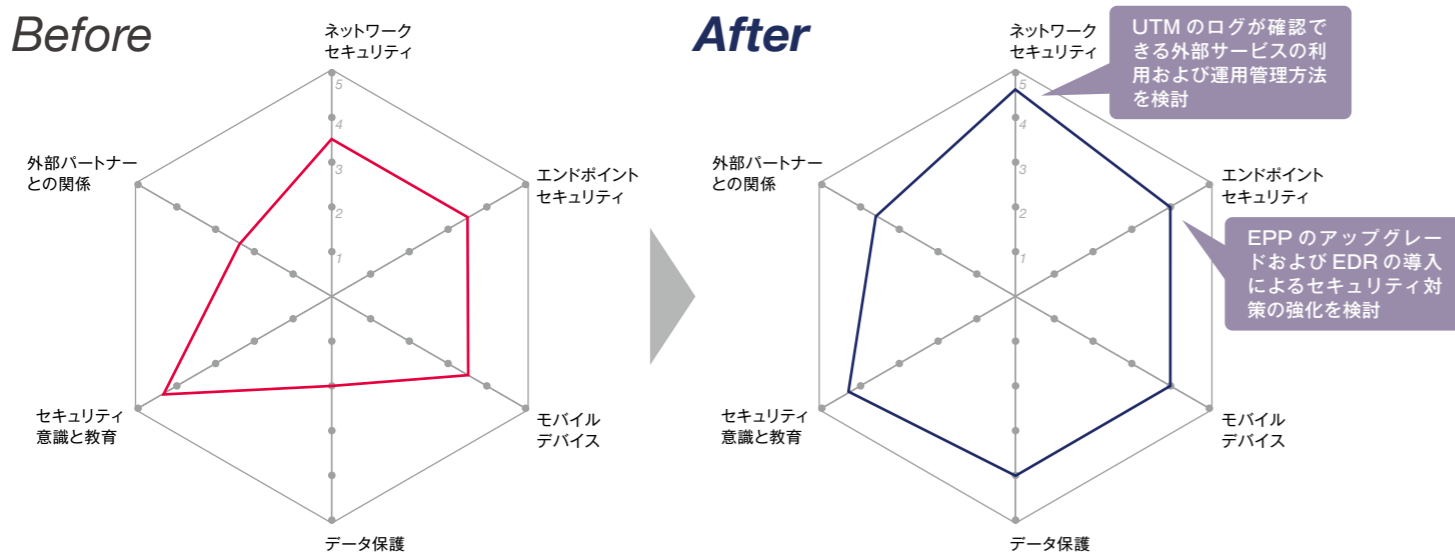 Before
ネットワーク
セキュリティ
5
4
3
2
1
外部パートナー
との関係
エンドポイント
セキュリティ
セキュリティ
意識と教育
モバイル
デバイス
データ保護
After
ネットワーク
セキュリティ
5
4
3
2
1
UTMのログが確認で
きる外部サービスの利
用および運用管理方法
を検討
外部パートナー
との関係
エンドポイント
セキュリティ
EPPのアップグレー
ドおよびEDRの導入
によるセキュリティ対
策の強化を検討
セキュリティ
意識と教育
モバイル
デバイス
データ保護